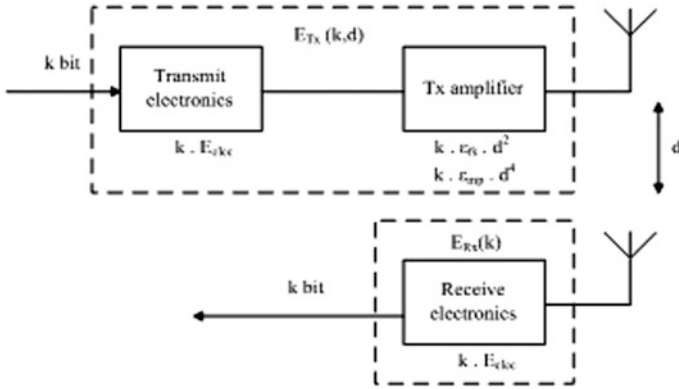 E_Tx (k,d)
k bit
Transmit
electronics
Tx amplifier
k . E_elec
k . ε_fs . d²
k . ε_mp . d⁴
d
E_Rx(k)
k bit
Receive
electronics
k . E_elec